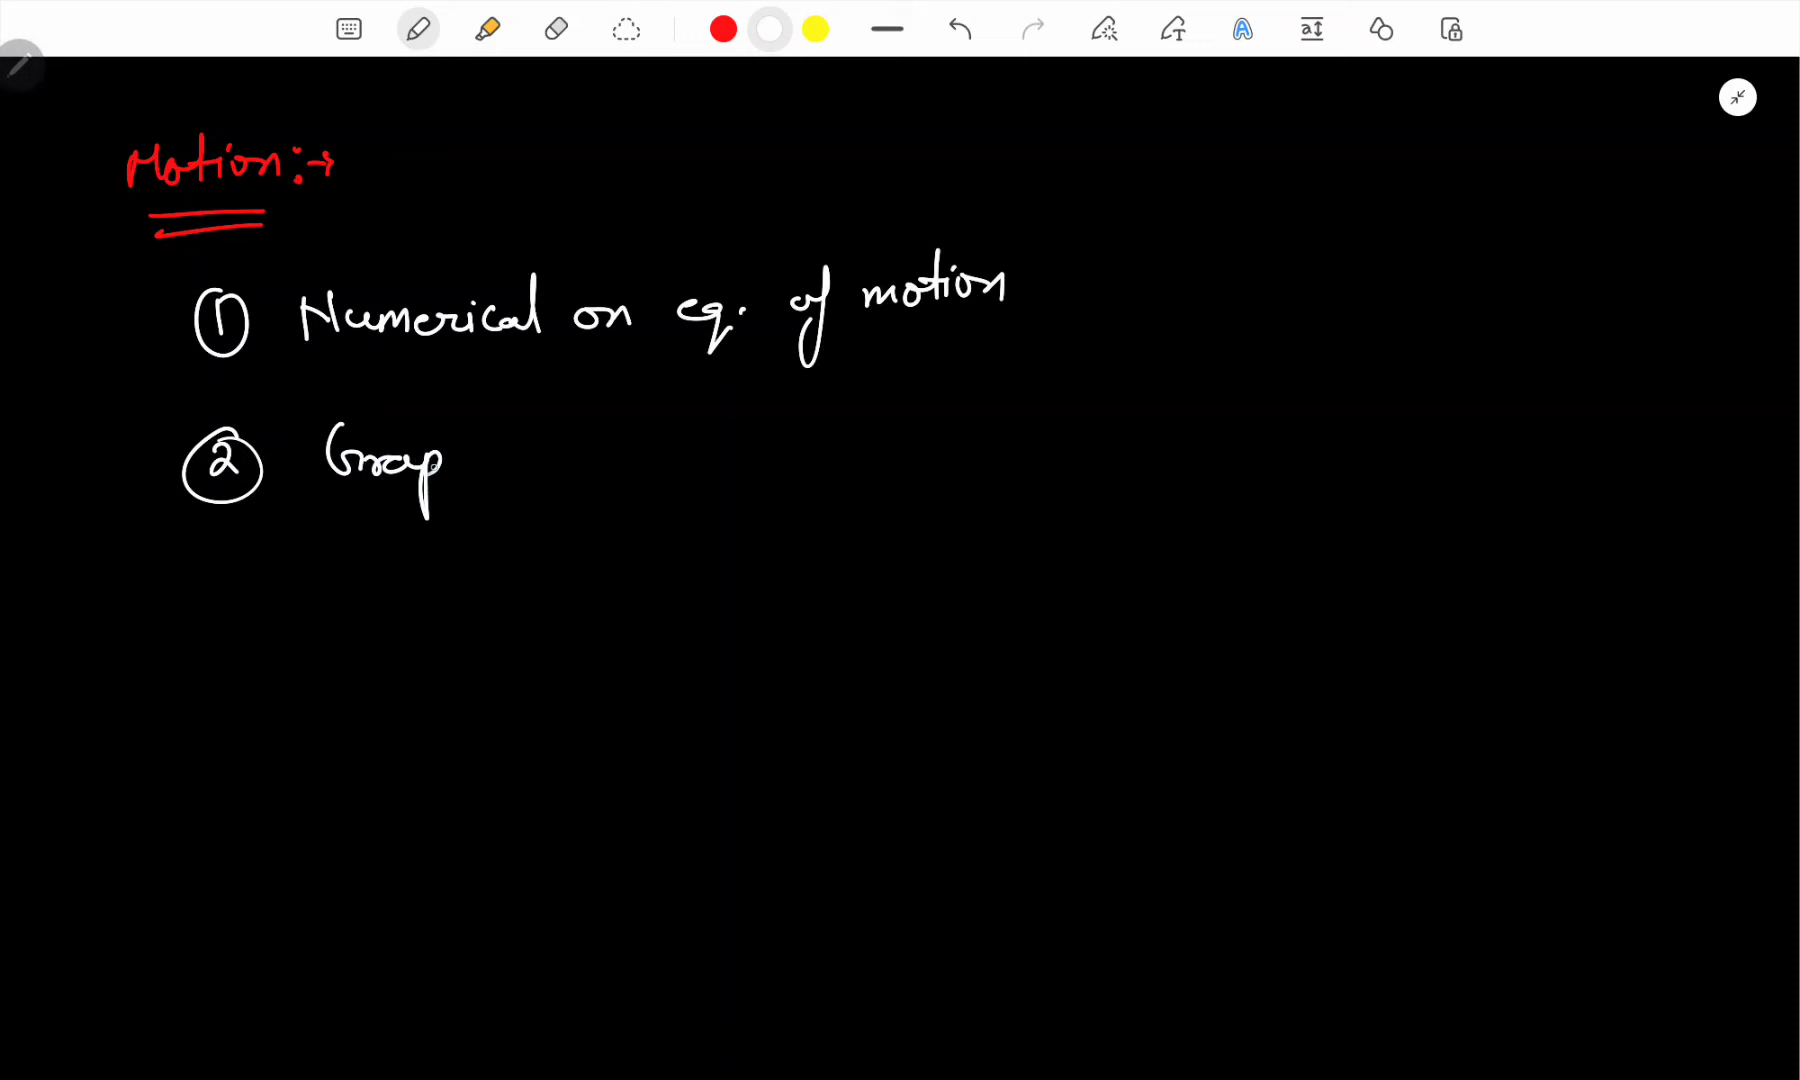 Motion:→
① Numerical on eq. of motion
② Grap